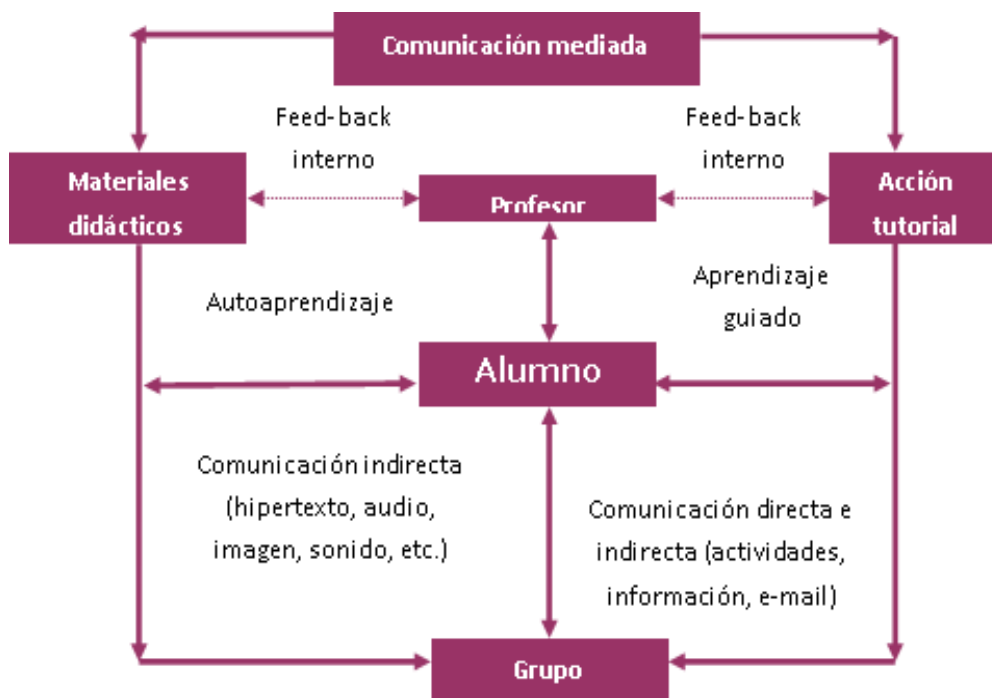 Comunicación mediada
Feed-back
interno
Feed-back
interno
Materiales
didácticos
Profesor
Acción
tutorial
Autoaprendizaje
Aprendizaje
guiado
Alumno
Comunicación indirecta
(hipertexto, audio,
imagen, sonido, etc.)
Comunicación directa e
indirecta (actividades,
información, e-mail)
Grupo